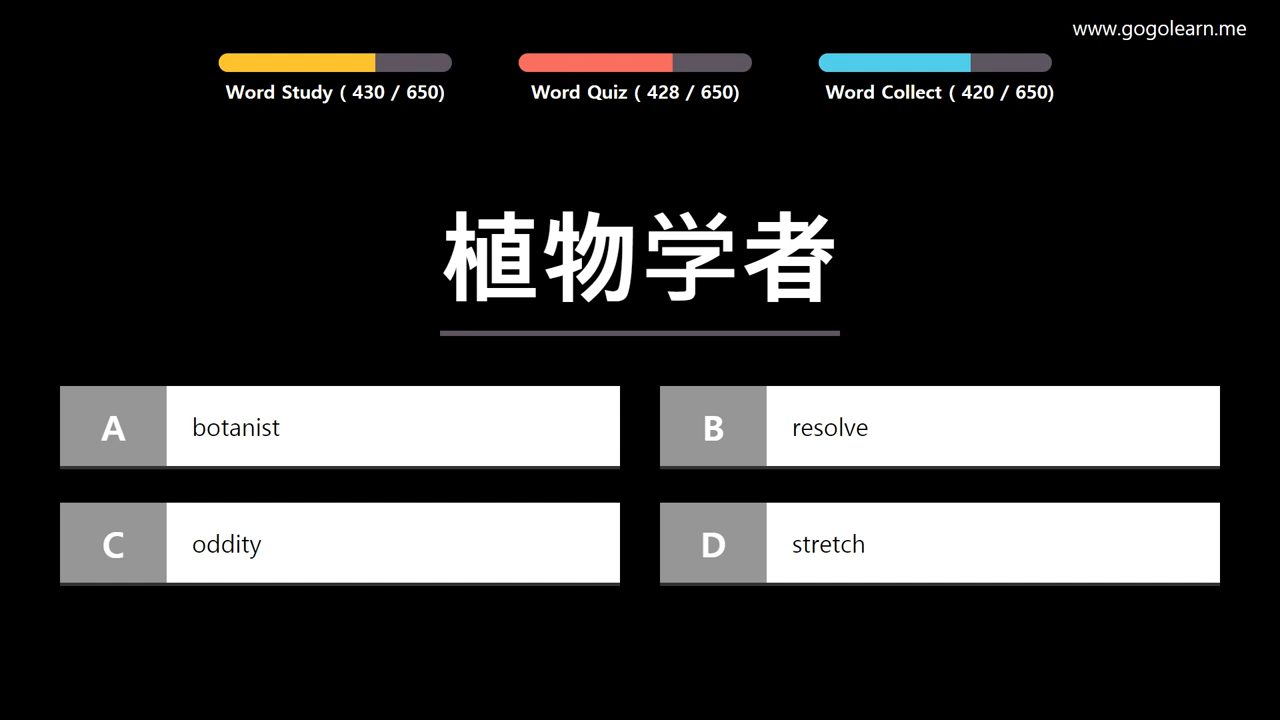 www.gogolearn.me
Word Study ( 430 / 650)
Word Quiz ( 428 / 650)
Word Collect ( 420 / 650)
植物学者
A botanist
B resolve
C oddity
D stretch